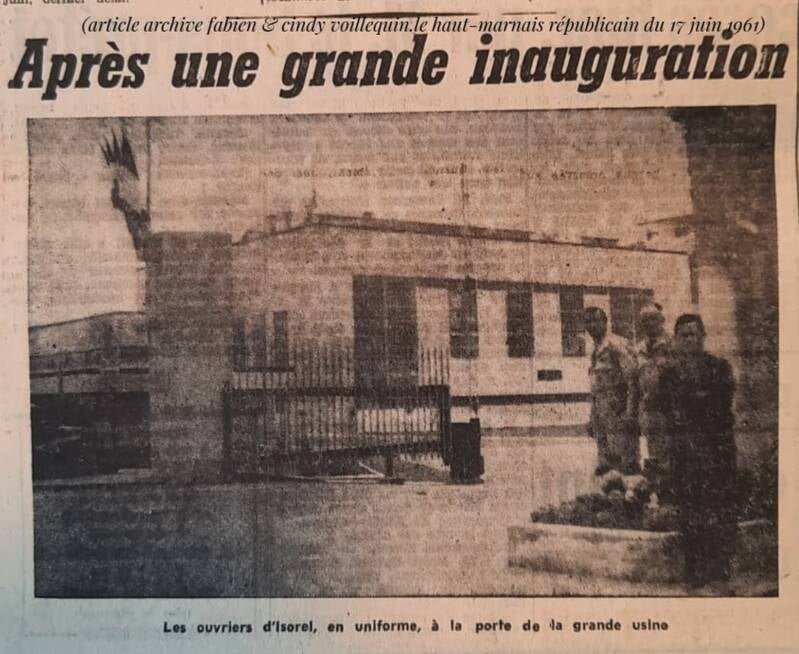 (article archive fabien & cindy voillequin.le haut-marnais républicain du 17 juin 1961)
Après une grande inauguration
Les ouvriers d'Isorel, en uniforme, à la porte de la grande usine